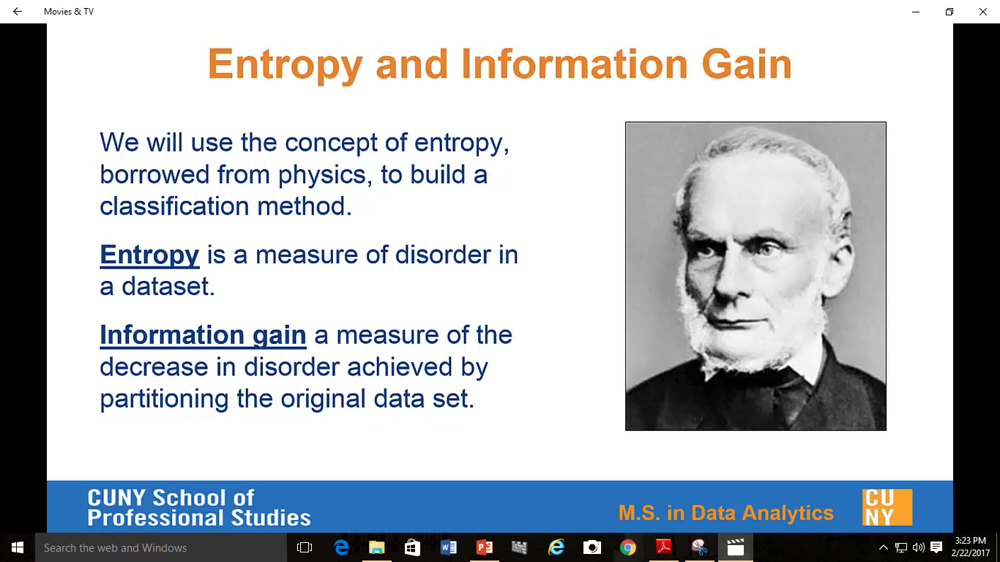 Movies & TV
Entropy and Information Gain
We will use the concept of entropy,
borrowed from physics, to build a
classification method.
Entropy is a measure of disorder in
a dataset.
Information gain a measure of the
decrease in disorder achieved by
partitioning the original data set.
CUNY School of
Professional Studies
M.S. in Data Analytics
CU
NY
Search the web and Windows
3:23 PM
2/22/2017